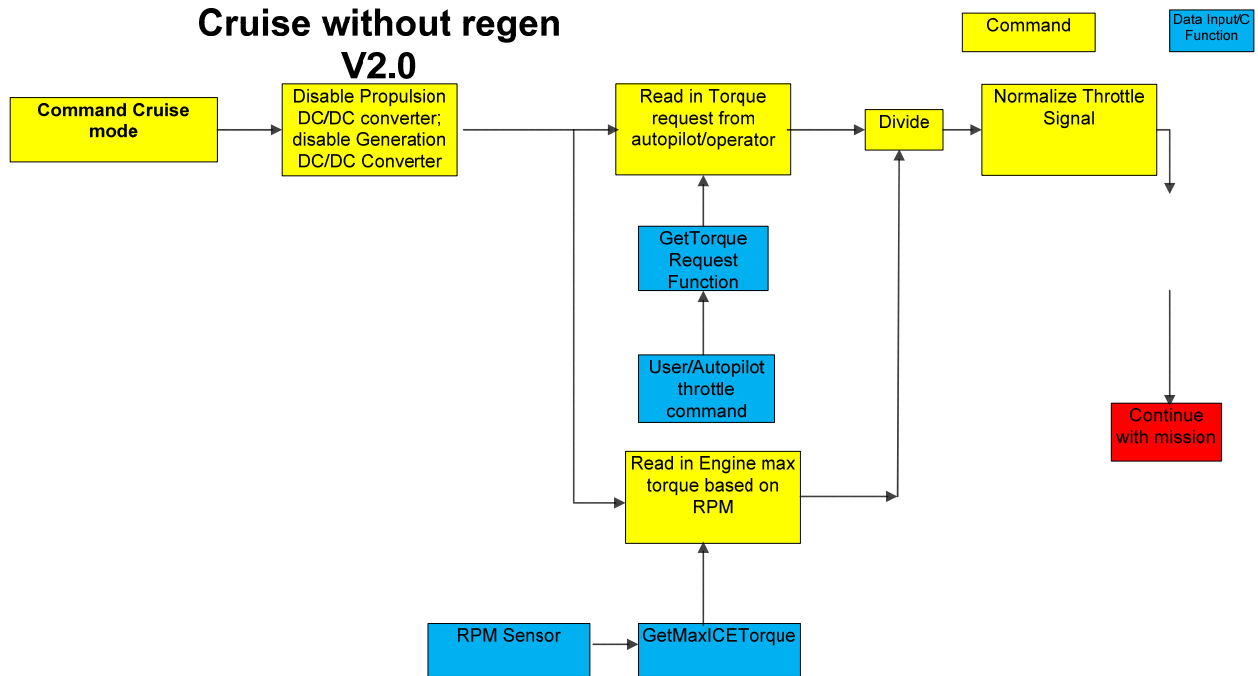 Cruise without regen
V2.0
Command
Data Input/C
Function
Command Cruise
mode
Disable Propulsion
DC/DC converter;
disable Generation
DC/DC Converter
Read in Torque
request from
autopilot/operator
Divide
Normalize Throttle
Signal
GetTorque
Request
Function
User/Autopilot
throttle
command
Continue
with mission
Read in Engine max
torque based on
RPM
RPM Sensor
GetMaxICETorque